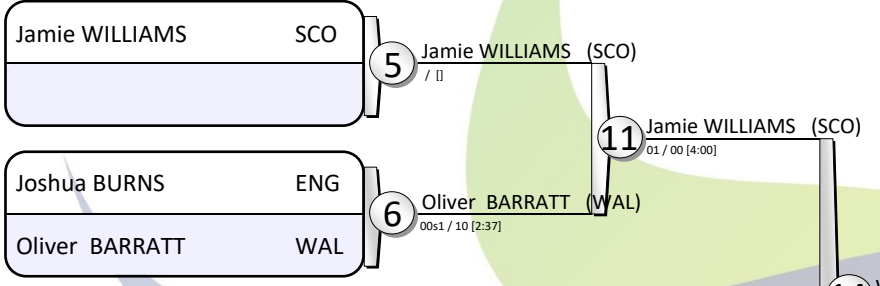 Jamie WILLIAMS SCO
5
Jamie WILLIAMS (SCO)
/ []
11
Jamie WILLIAMS (SCO)
01 / 00 [4:00]
Joshua BURNS ENG
Oliver BARRATT WAL
6
Oliver BARRATT (WAL)
00s1 / 10 [2:37]